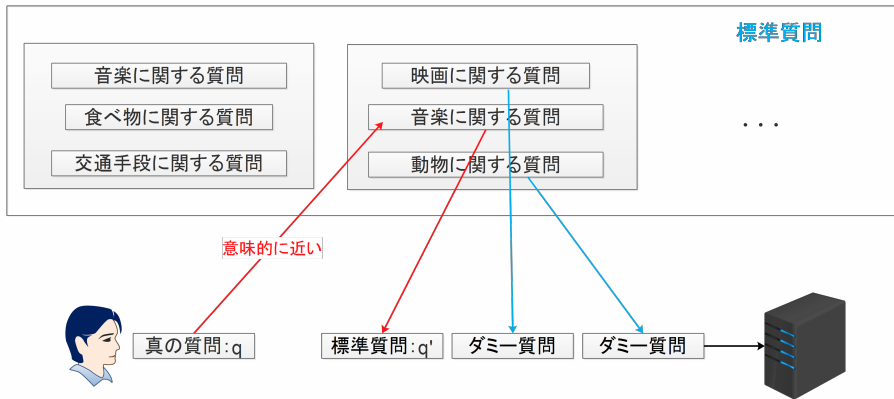 標準質問
音楽に関する質問
食べ物に関する質問
交通手段に関する質問
映画に関する質問
音楽に関する質問
動物に関する質問
. . .
意味的に近い
真の質問:q
標準質問:q'
ダミー質問
ダミー質問